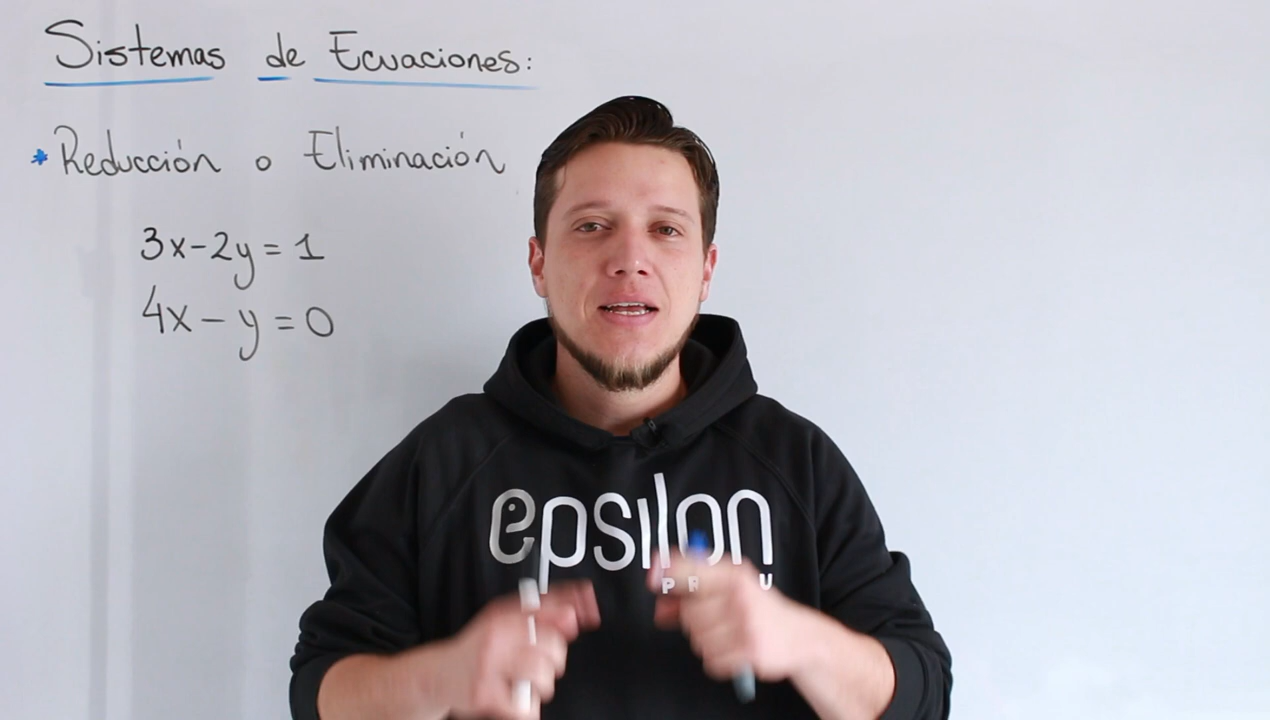 Sistemas de Ecuaciones:
* Reducción o Eliminación
3x-2y=1
4x-y=0
epsilon